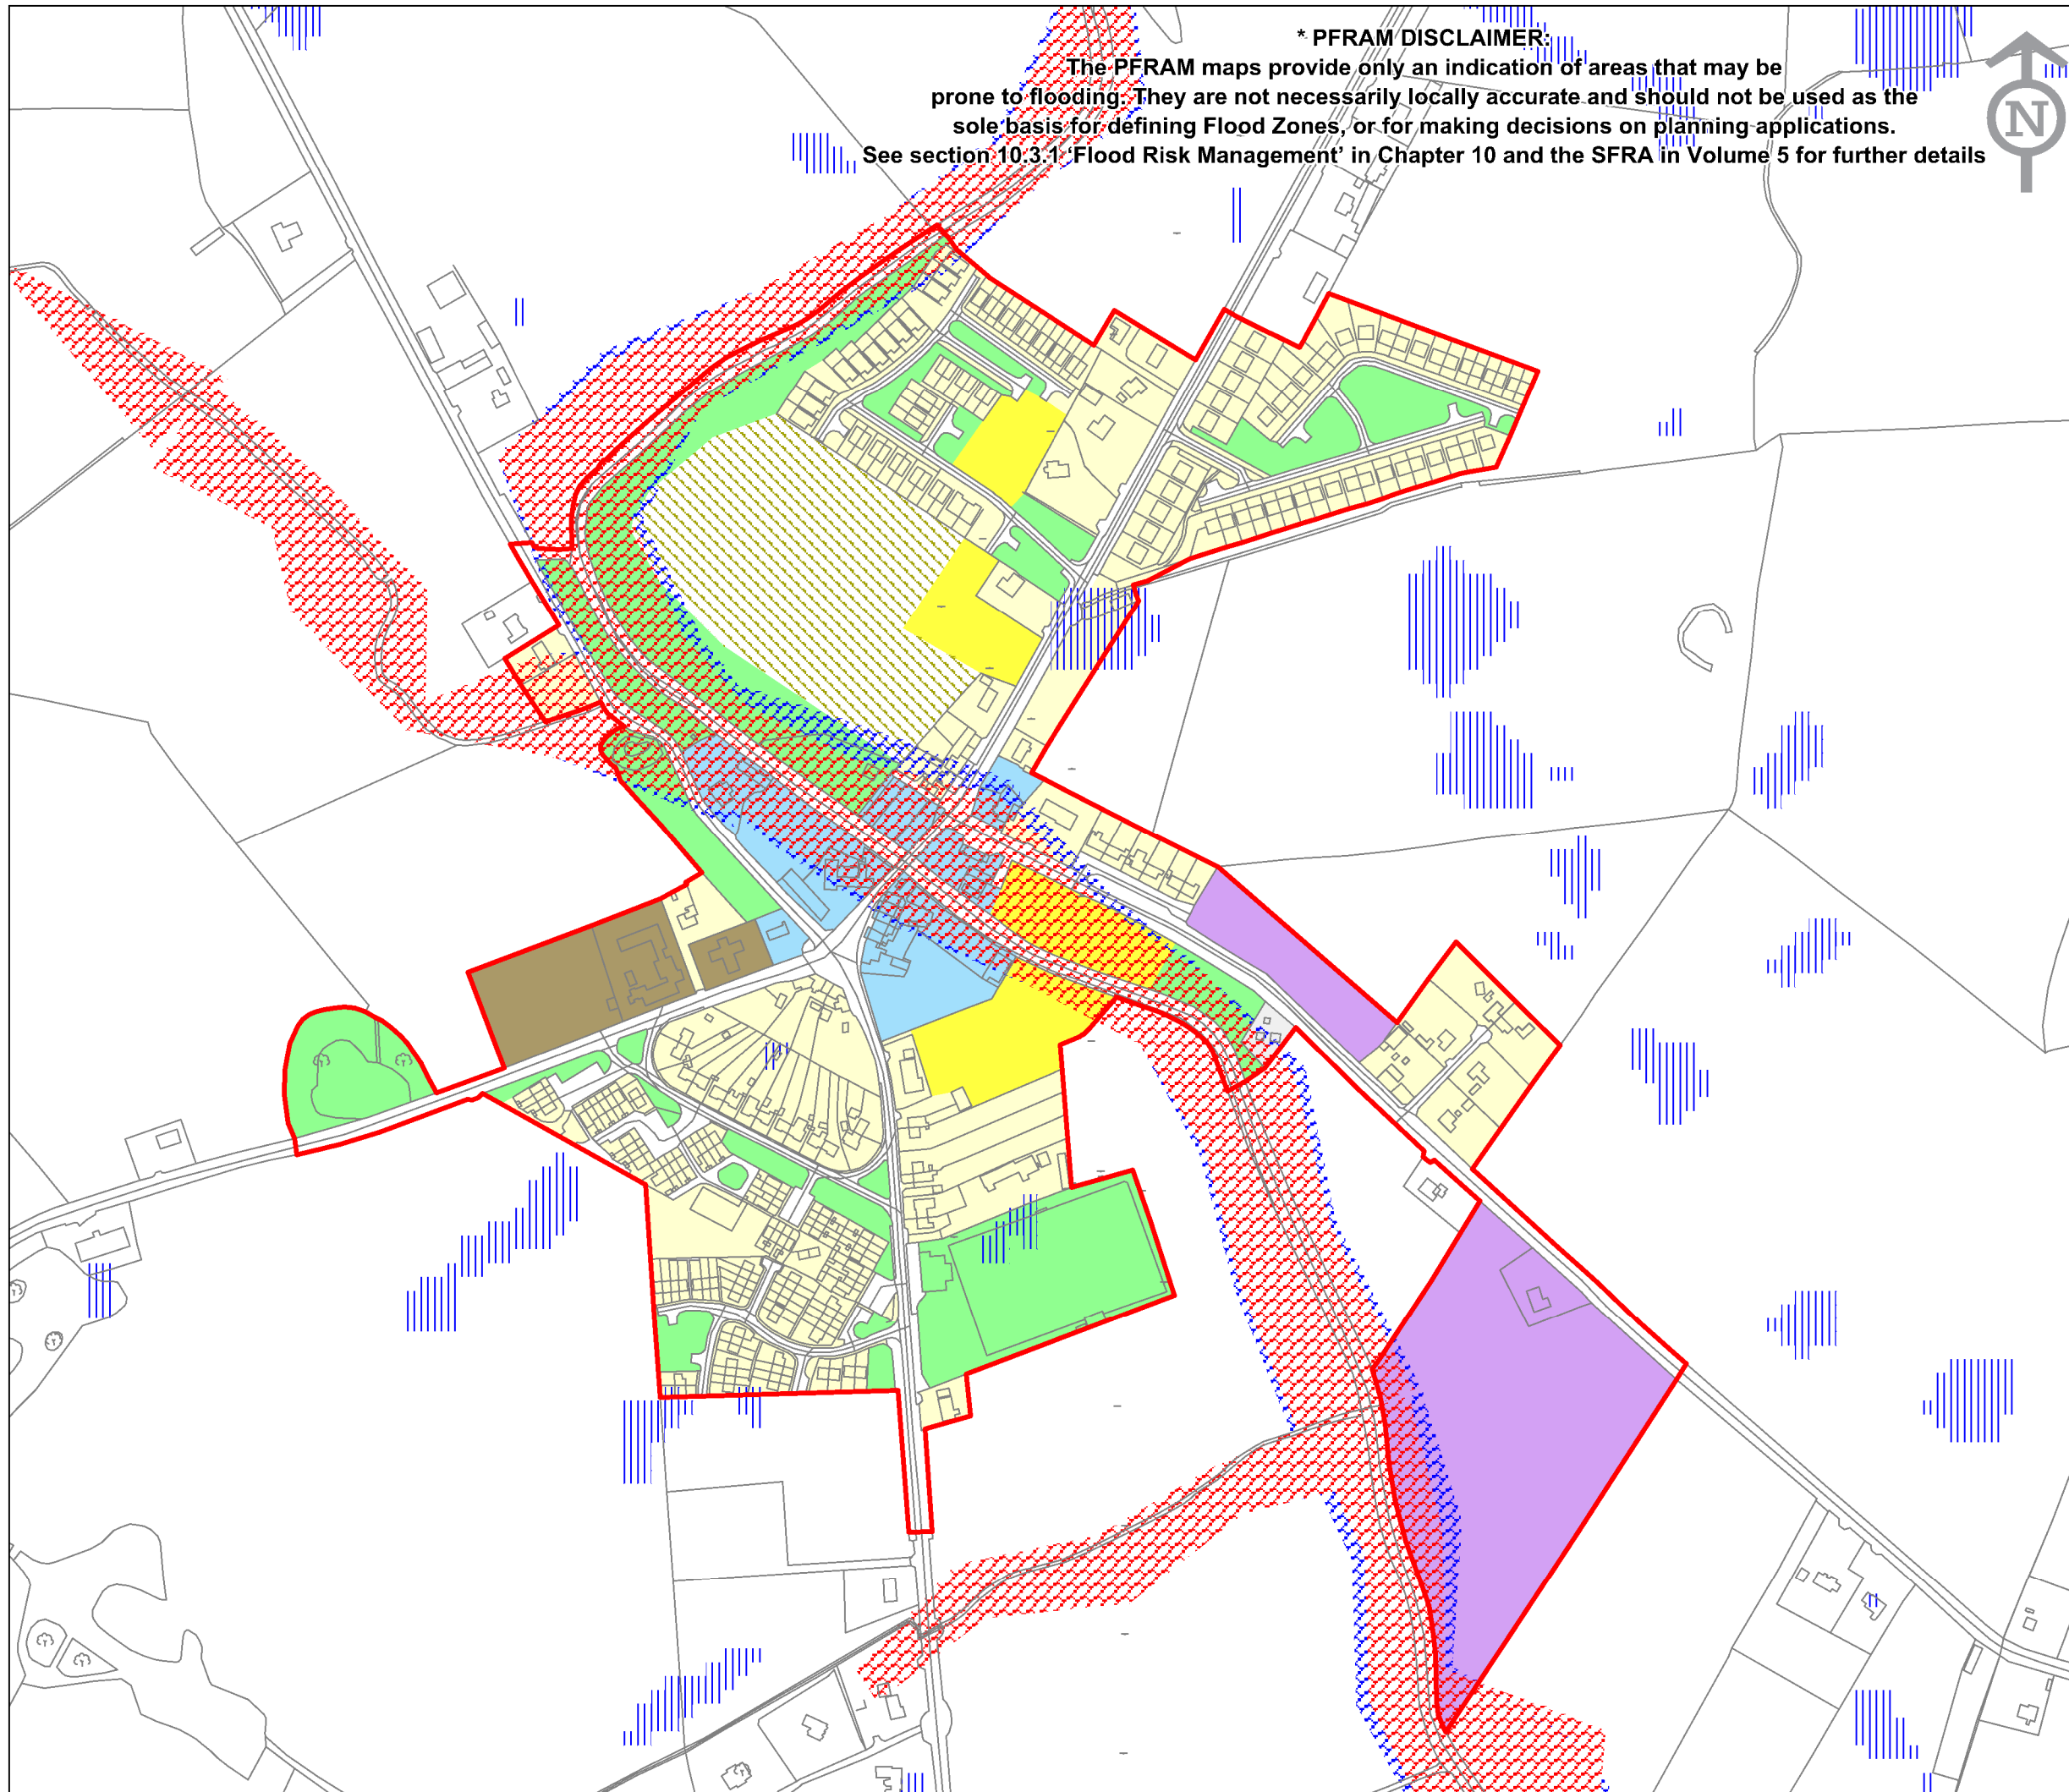 * PFRAM DISCLAIMER:
The PFRAM maps provide only an indication of areas that may be
prone to flooding. They are not necessarily locally accurate and should not be used as the
sole basis for defining Flood Zones, or for making decisions on planning applications.
See section 10.3.1 'Flood Risk Management' in Chapter 10 and the SFRA in Volume 5 for further details
N